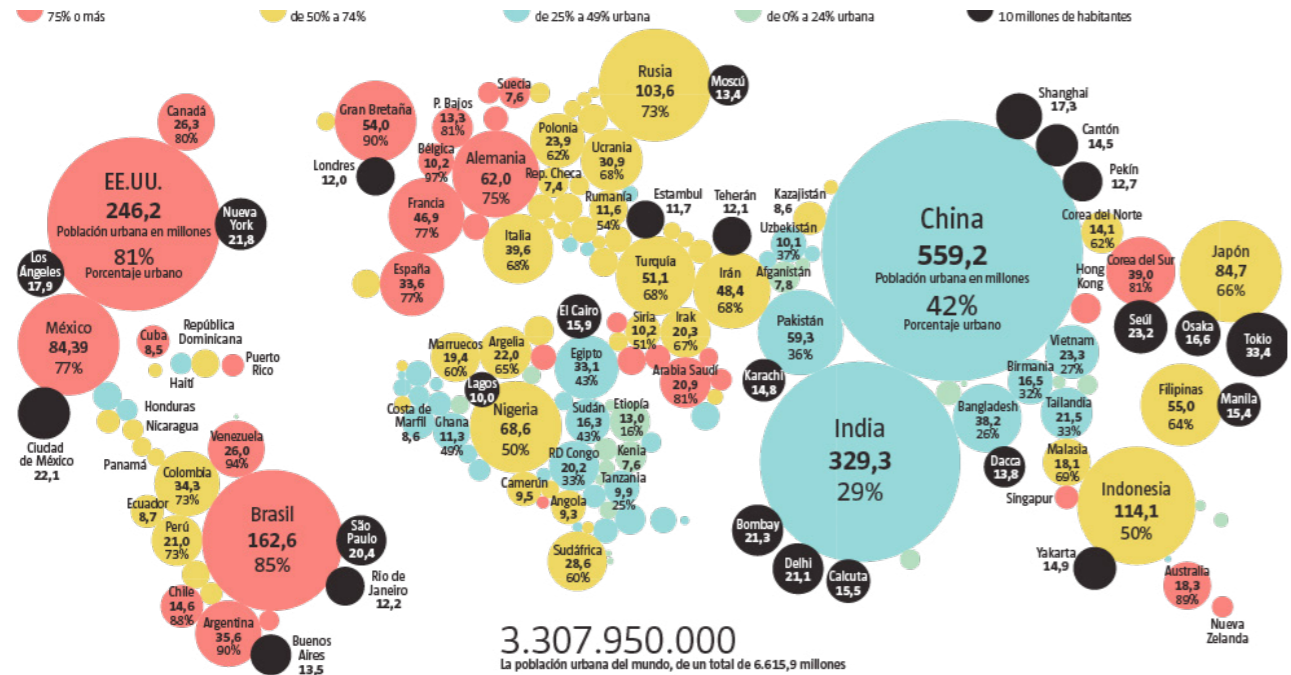 75% o más
de 50% a 74%
de 25% a 49% urbana
de 0% a 24% urbana
10 millones de habitantes
Canadá
26,3
80%
EE.UU.
246,2
Población urbana en millones
81%
Porcentaje urbano
Nueva
York
21,8
Los
Ángeles
17,9
México
84,39
77%
Ciudad
de México
22,1
Cuba
8,5
República
Dominicana
Haití
Puerto
Rico
Honduras
Nicaragua
Panamá
Venezuela
26,0
94%
Colombia
34,3
73%
Ecuador
8,7
Perú
21,0
73%
Brasil
162,6
85%
São
Paulo
20,4
Río de
Janeiro
12,2
Chile
14,6
88%
Argentina
35,6
90%
Buenos
Aires
13,5
Gran Bretaña
54,0
90%
Londres
12,0
P. Bajos
13,3
81%
Bélgica
10,2
97%
Suecia
7,6
Alemania
62,0
75%
Francia
46,9
77%
España
33,6
77%
Italia
39,6
68%
Polonia
23,9
62%
Rep. Checa
7,4
Ucrania
30,9
68%
Rumanía
11,6
54%
Rusia
103,6
73%
Moscú
13,4
Estambul
11,7
Teherán
12,1
Turquía
51,1
68%
Irán
48,4
68%
Kazajistán
8,6
Uzbekistán
10,1
37%
Afganistán
7,8
Siria
10,2
51%
Irak
20,3
67%
Arabia Saudí
20,9
81%
El Cairo
15,9
Egipto
33,1
43%
Marruecos
19,4
60%
Argelia
22,0
65%
Lagos
10,0
Nigeria
68,6
50%
Costa de
Marfil
8,6
Ghana
11,3
49%
Sudán
16,3
43%
Etiopía
13,0
16%
Kenia
7,6
RD Congo
20,2
33%
Tanzania
9,9
25%
Camerún
9,5
Angola
9,3
Sudáfrica
28,6
60%
China
559,2
Población urbana en millones
42%
Porcentaje urbano
Shanghai
17,3
Cantón
14,5
Pekín
12,7
Corea del Norte
14,1
62%
Corea del Sur
39,0
81%
Hong
Kong
Seúl
23,2
Japón
84,7
66%
Osaka
16,6
Tokio
33,4
Pakistán
59,3
36%
Karachi
14,8
India
329,3
29%
Bombay
21,3
Delhi
21,1
Calcuta
15,5
Bangladesh
38,2
26%
Dacca
13,8
Birmania
16,5
32%
Vietnam
23,3
27%
Tailandia
21,5
33%
Malasia
18,1
69%
Singapur
Filipinas
55,0
64%
Manila
15,4
Indonesia
114,1
50%
Yakarta
14,9
Australia
18,3
89%
Nueva
Zelanda
3.307.950.000
La población urbana del mundo, de un total de 6.615,9 millones